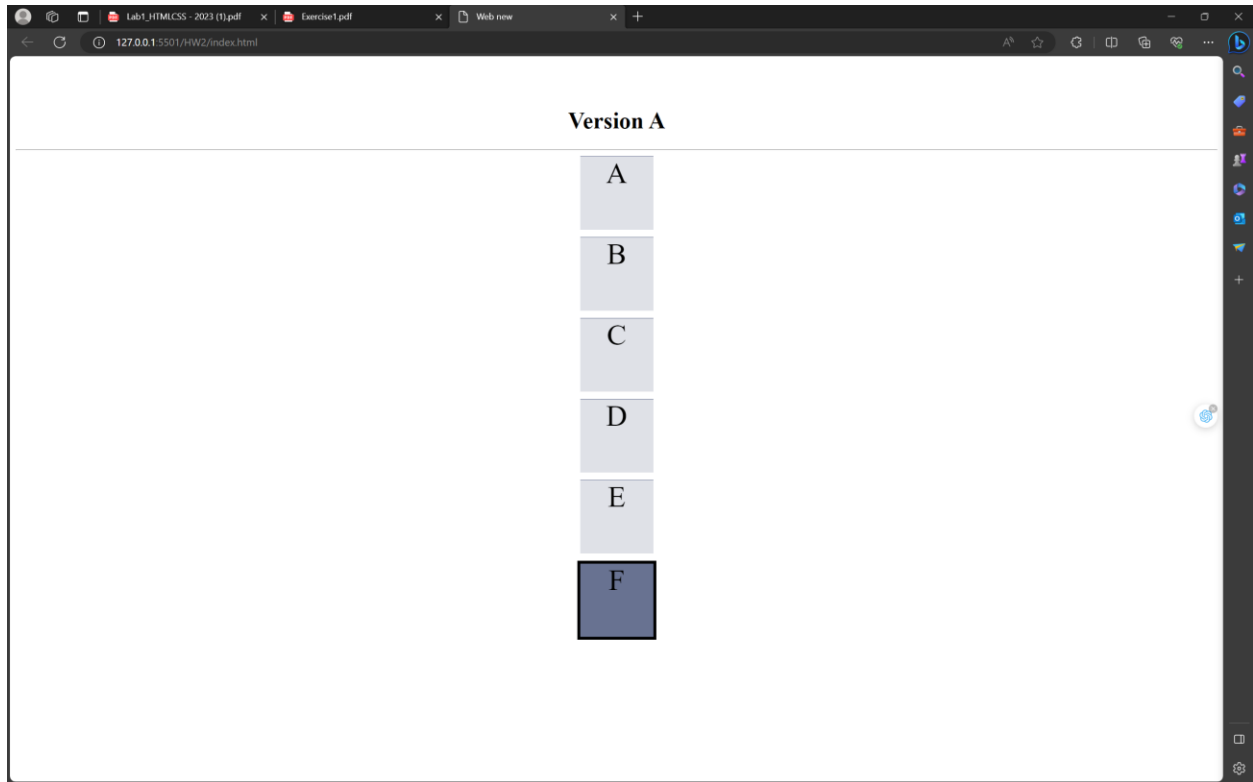 Lab1_HTMLCSS - 2023 (1).pdf
Exercise1.pdf
Web new
127.0.0.1:5501/HW2/index.html
Version A
A
B
C
D
E
F